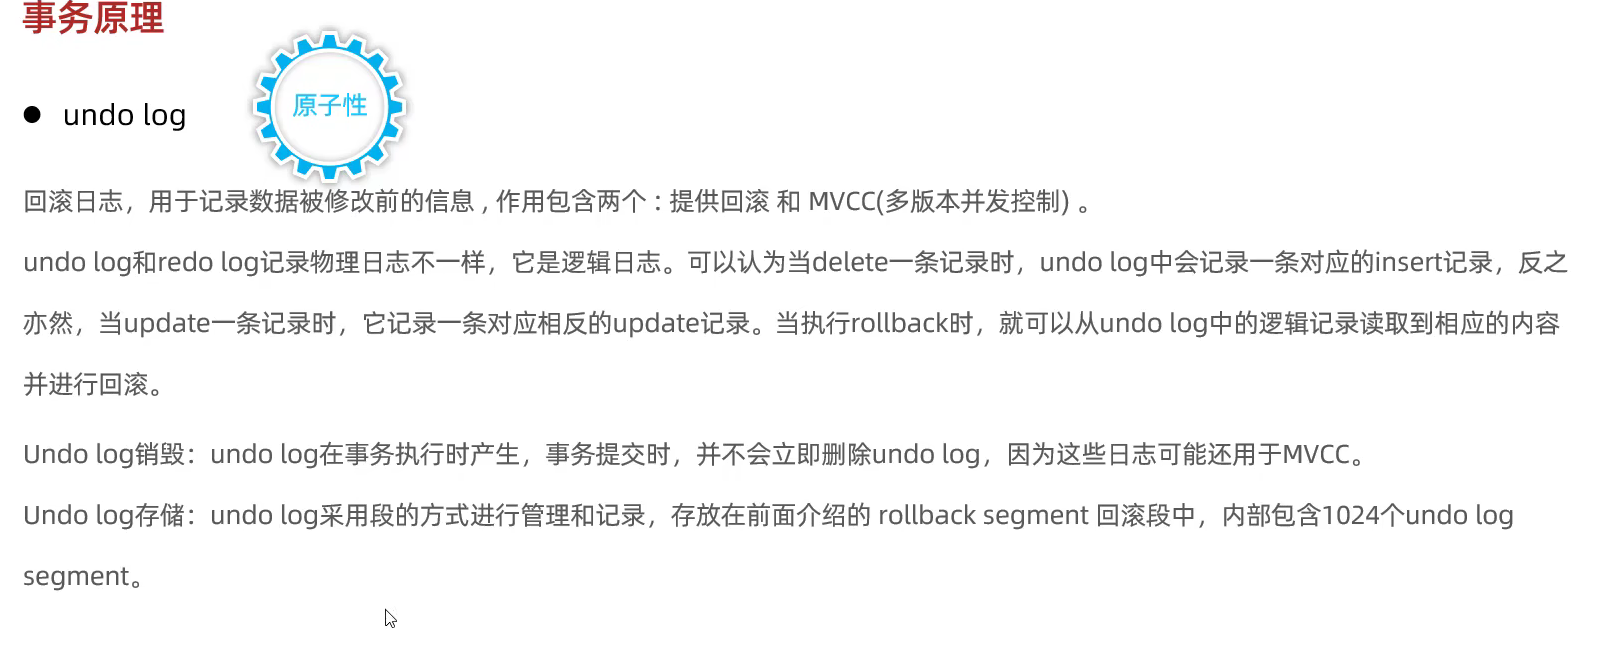 事务原理
原子性
● undo log
回滚日志，用于记录数据被修改前的信息 , 作用包含两个 : 提供回滚 和 MVCC(多版本并发控制) 。
undo log和redo log记录物理日志不一样，它是逻辑日志。可以认为当delete一条记录时，undo log中会记录一条对应的insert记录，反之
亦然，当update一条记录时，它记录一条对应相反的update记录。当执行rollback时，就可以从undo log中的逻辑记录读取到相应的内容
并进行回滚。
Undo log销毁：undo log在事务执行时产生，事务提交时，并不会立即删除undo log，因为这些日志可能还用于MVCC。
Undo log存储：undo log采用段的方式进行管理和记录，存放在前面介绍的 rollback segment 回滚段中，内部包含1024个undo log
segment。